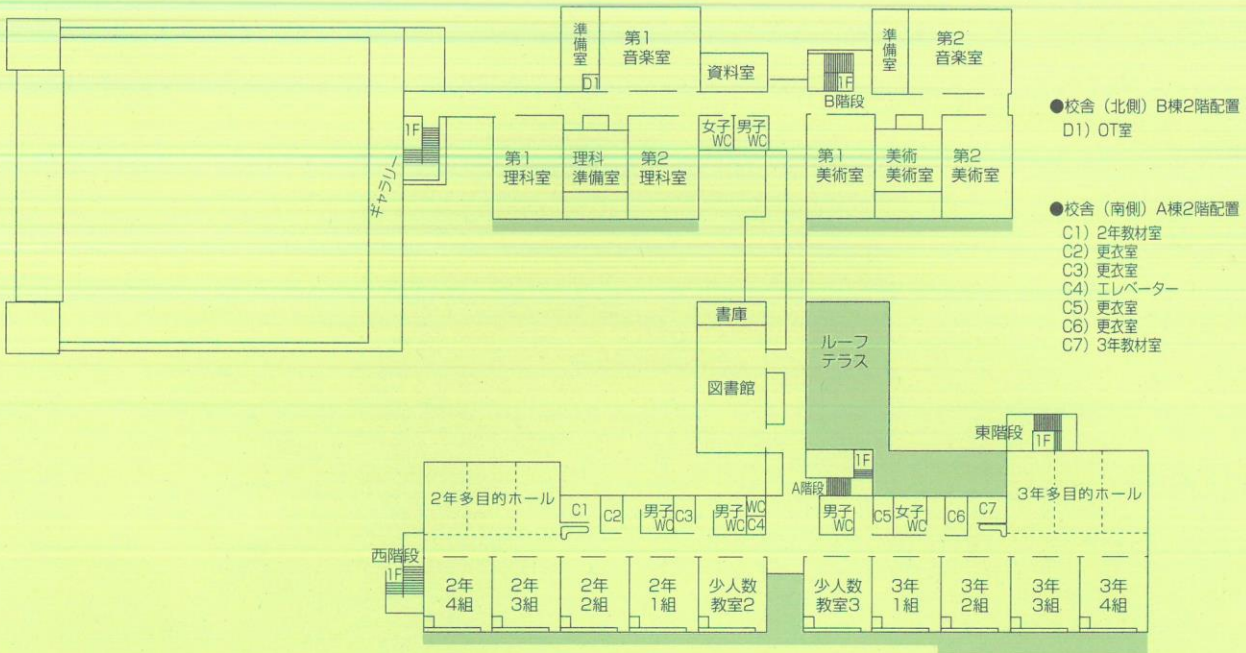 準
備
室
第1
音楽室
D1
資料室
1F
B階段
準
備
室
第2
音楽室
1F
ギャラリー
第1
理科室
理科
準備室
第2
理科室
女子
WC
男子
WC
第1
美術室
美術
美術室
第2
美術室
●校舎（北側）B棟2階配置
D1）OT室
●校舎（南側）A棟2階配置
C1）2年教材室
C2）更衣室
C3）更衣室
C4）エレベーター
C5）更衣室
C6）更衣室
C7）3年教材室
書庫
図書館
ルーフ
テラス
東階段
1F
1F
A階段
2年多目的ホール
C1
C2
男子
WC
C3
男子
WC
WC
C4
男子
WC
C5
女子
WC
C6
C7
3年多目的ホール
西階段
1F
2年
4組
2年
3組
2年
2組
2年
1組
少人数
教室2
少人数
教室3
3年
1組
3年
2組
3年
3組
3年
4組